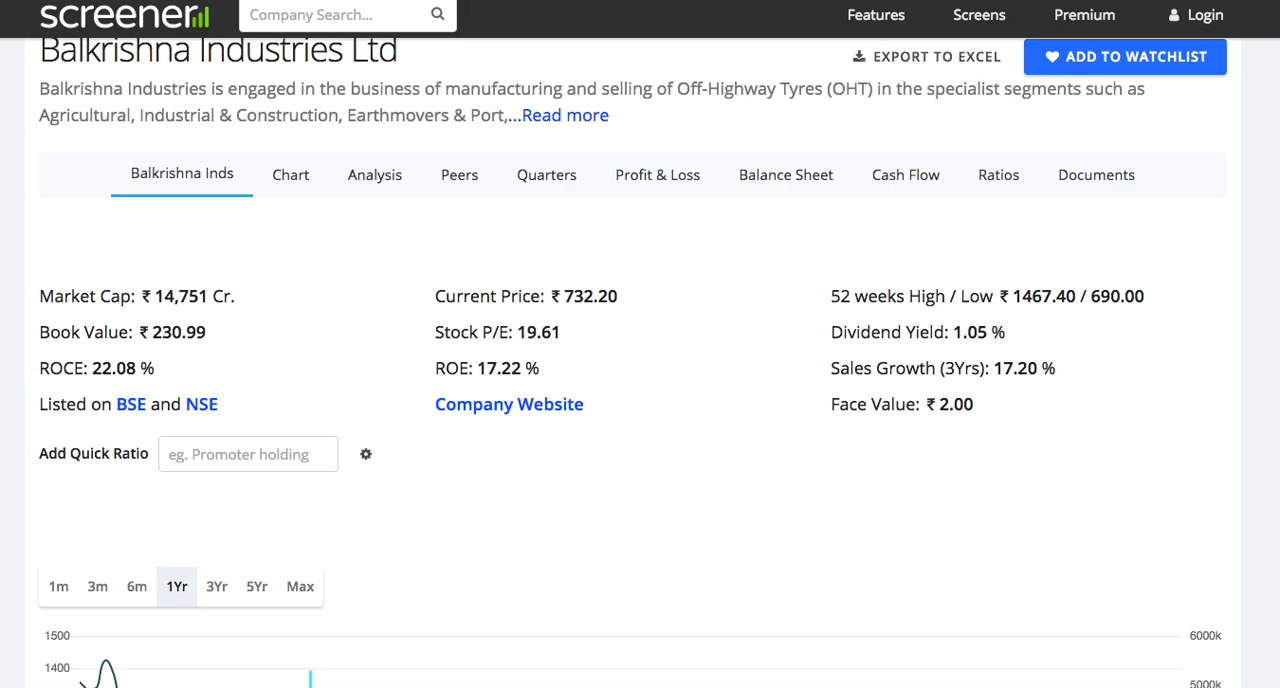 screener
Company Search...
Features
Screens
Premium
Login
Balkrishna Industries Ltd
EXPORT TO EXCEL
ADD TO WATCHLIST
Balkrishna Industries is engaged in the business of manufacturing and selling of Off-Highway Tyres (OHT) in the specialist segments such as
Agricultural, Industrial & Construction, Earthmovers & Port,...Read more
Balkrishna Inds
Chart
Analysis
Peers
Quarters
Profit & Loss
Balance Sheet
Cash Flow
Ratios
Documents
Market Cap: ₹ 14,751 Cr.
Current Price: ₹ 732.20
52 weeks High / Low ₹ 1467.40 / 690.00
Book Value: ₹ 230.99
Stock P/E: 19.61
Dividend Yield: 1.05 %
ROCE: 22.08 %
ROE: 17.22 %
Sales Growth (3Yrs): 17.20 %
Listed on BSE and NSE
Company Website
Face Value: ₹ 2.00
Add Quick Ratio
eg. Promoter holding
1m 3m 6m 1Yr 3Yr 5Yr Max
1500
6000k
1400
5000k